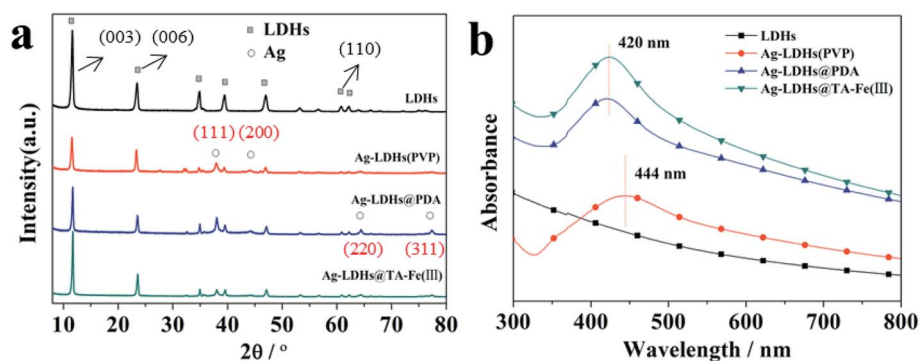 a
LDHs
Ag
(003)
(006)
(110)
LDHs
(111)
(200)
Ag-LDHs(PVP)
Ag-LDHs@PDA
(220)
(311)
Ag-LDHs@TA-Fe(III)
Intensity(a.u.)
10 20 30 40 50 60 70 80
2θ / °
b
420 nm
LDHs
Ag-LDHs(PVP)
Ag-LDHs@PDA
Ag-LDHs@TA-Fe(III)
444 nm
Absorbance
300 400 500 600 700 800
Wavelength / nm